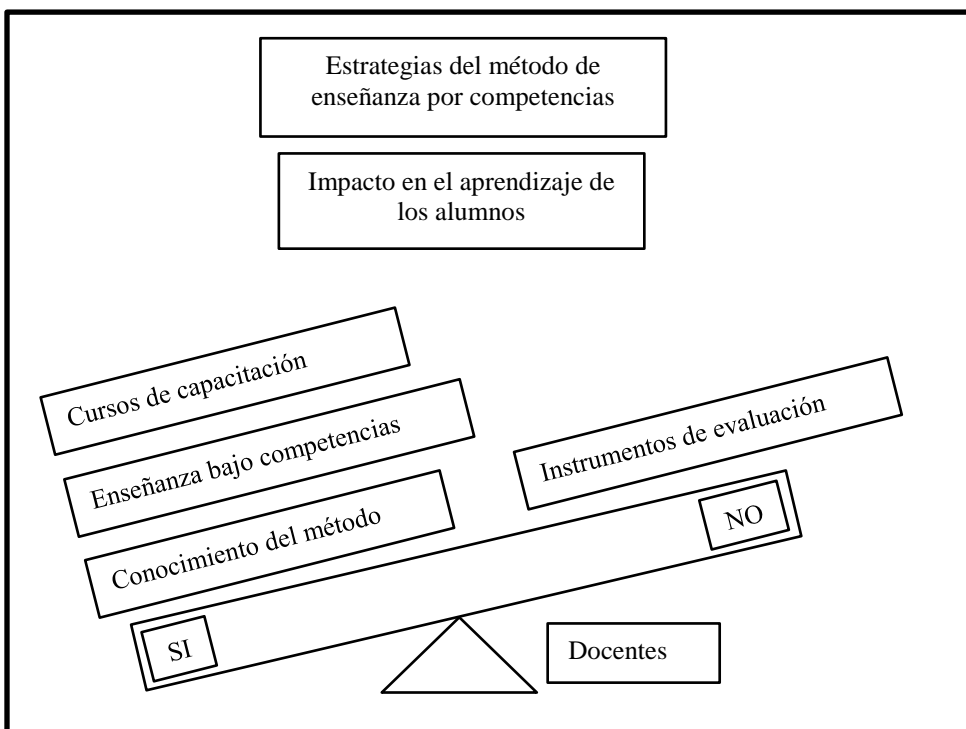 Estrategias del método de
enseñanza por competencias
Impacto en el aprendizaje de
los alumnos
Cursos de capacitación
Enseñanza bajo competencias
Conocimiento del método
SI
Instrumentos de evaluación
NO
Docentes